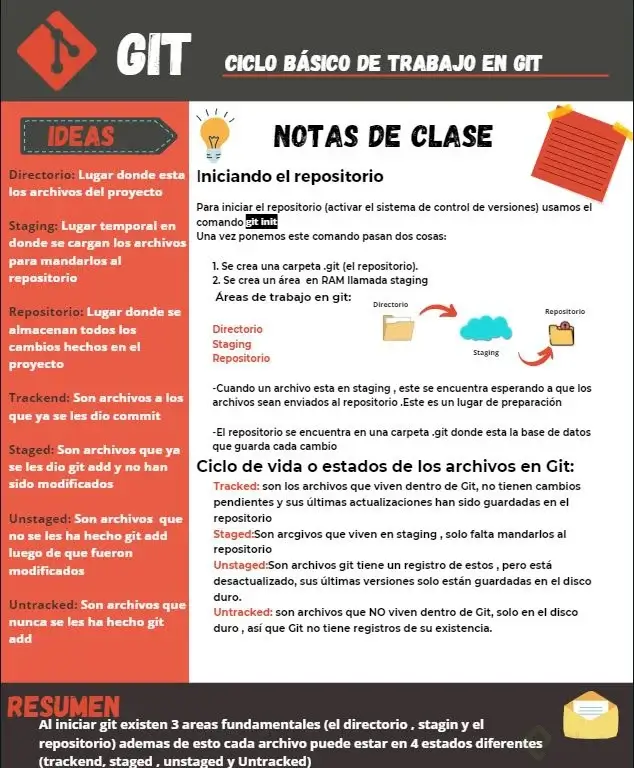 GIT
CICLO BÁSICO DE TRABAJO EN GIT
IDEAS
Directorio: Lugar donde esta
los archivos del proyecto
Staging: Lugar temporal en
donde se cargan los archivos
para mandarlos al
repositorio
Repositorio: Lugar donde se
almacenan todos los
cambios hechos en el
proyecto
Trackend: Son archivos a los
que ya se les dio commit
Staged: Son archivos que ya
se les dio git add y no han
sido modificados
Unstaged: Son archivos que
no se les ha hecho git add
luego de que fueron
modificados
Untracked: Son archivos que
nunca se les ha hecho git
add
NOTAS DE CLASE
Iniciando el repositorio
Para iniciar el repositorio (activar el sistema de control de versiones) usamos el
comando git init
Una vez ponemos este comando pasan dos cosas:
1. Se crea una carpeta .git (el repositorio).
2. Se crea un área en RAM llamada staging
Áreas de trabajo en git:
Directorio
Staging
Repositorio
Directorio
Staging
Repositorio
-Cuando un archivo esta en staging , este se encuentra esperando a que los
archivos sean enviados al repositorio .Este es un lugar de preparación
-El repositorio se encuentra en una carpeta .git donde esta la base de datos
que guarda cada cambio
Ciclo de vida o estados de los archivos en Git:
Tracked: son los archivos que viven dentro de Git, no tienen cambios
pendientes y sus últimas actualizaciones han sido guardadas en el
repositorio
Staged:Son arcgivos que viven en staging , solo falta mandarlos al
repositorio
Unstaged:Son archivos git tiene un registro de estos , pero está
desactualizado, sus últimas versiones solo están guardadas en el disco
duro.
Untracked: son archivos que NO viven dentro de Git, solo en el disco
duro , así que Git no tiene registros de su existencia.
RESUMEN
Al iniciar git existen 3 areas fundamentales (el directorio , stagin y el
repositorio) ademas de esto cada archivo puede estar en 4 estados diferentes
(trackend, staged , unstaged y Untracked)